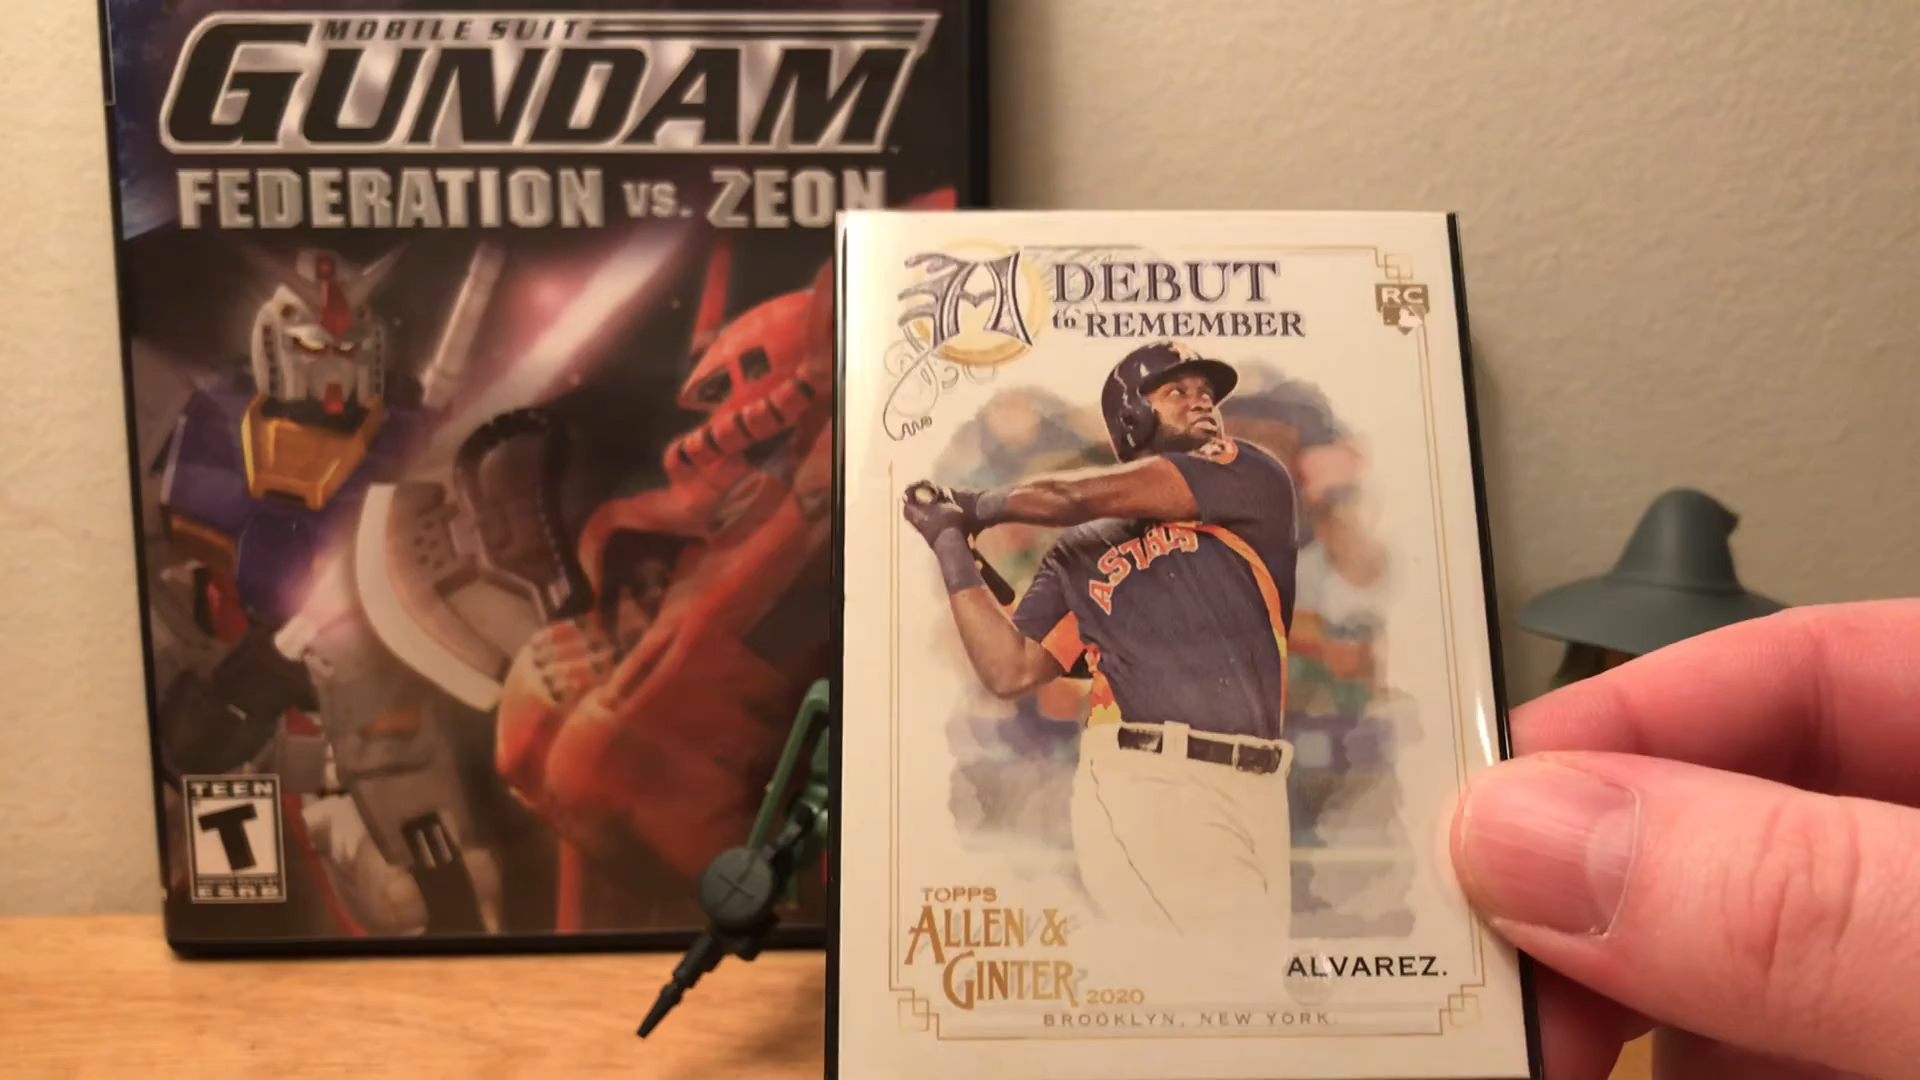 MOBILE SUIT
GUNDAM
FEDERATION VS. ZEON
TEEN
T
ESRB
A DEBUT
to REMEMBER
RC
ASTROS
TOPPS
ALLEN &
GINTER
2020
ALVAREZ.
BROOKLYN, NEW YORK.